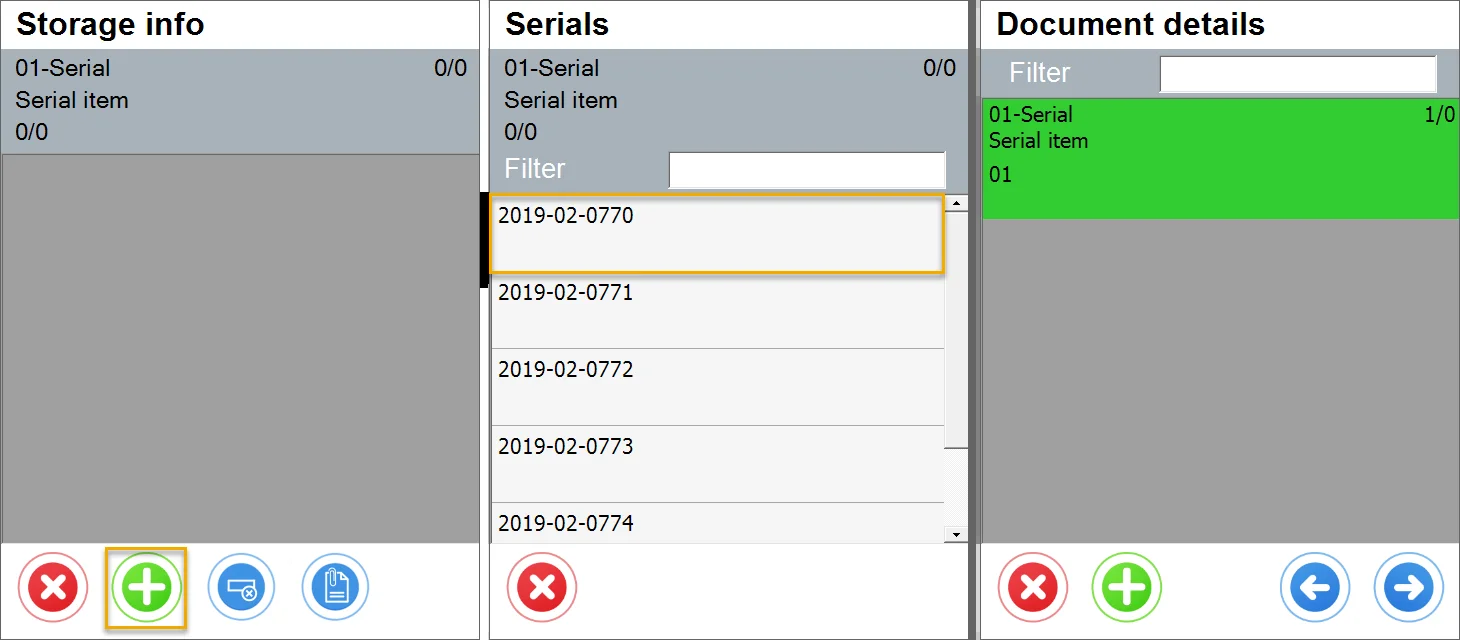 Storage info
01-Serial 0/0
Serial item
0/0
Serials
01-Serial 0/0
Serial item
0/0
Filter
2019-02-0770
2019-02-0771
2019-02-0772
2019-02-0773
2019-02-0774
Document details
Filter
01-Serial 1/0
Serial item
01